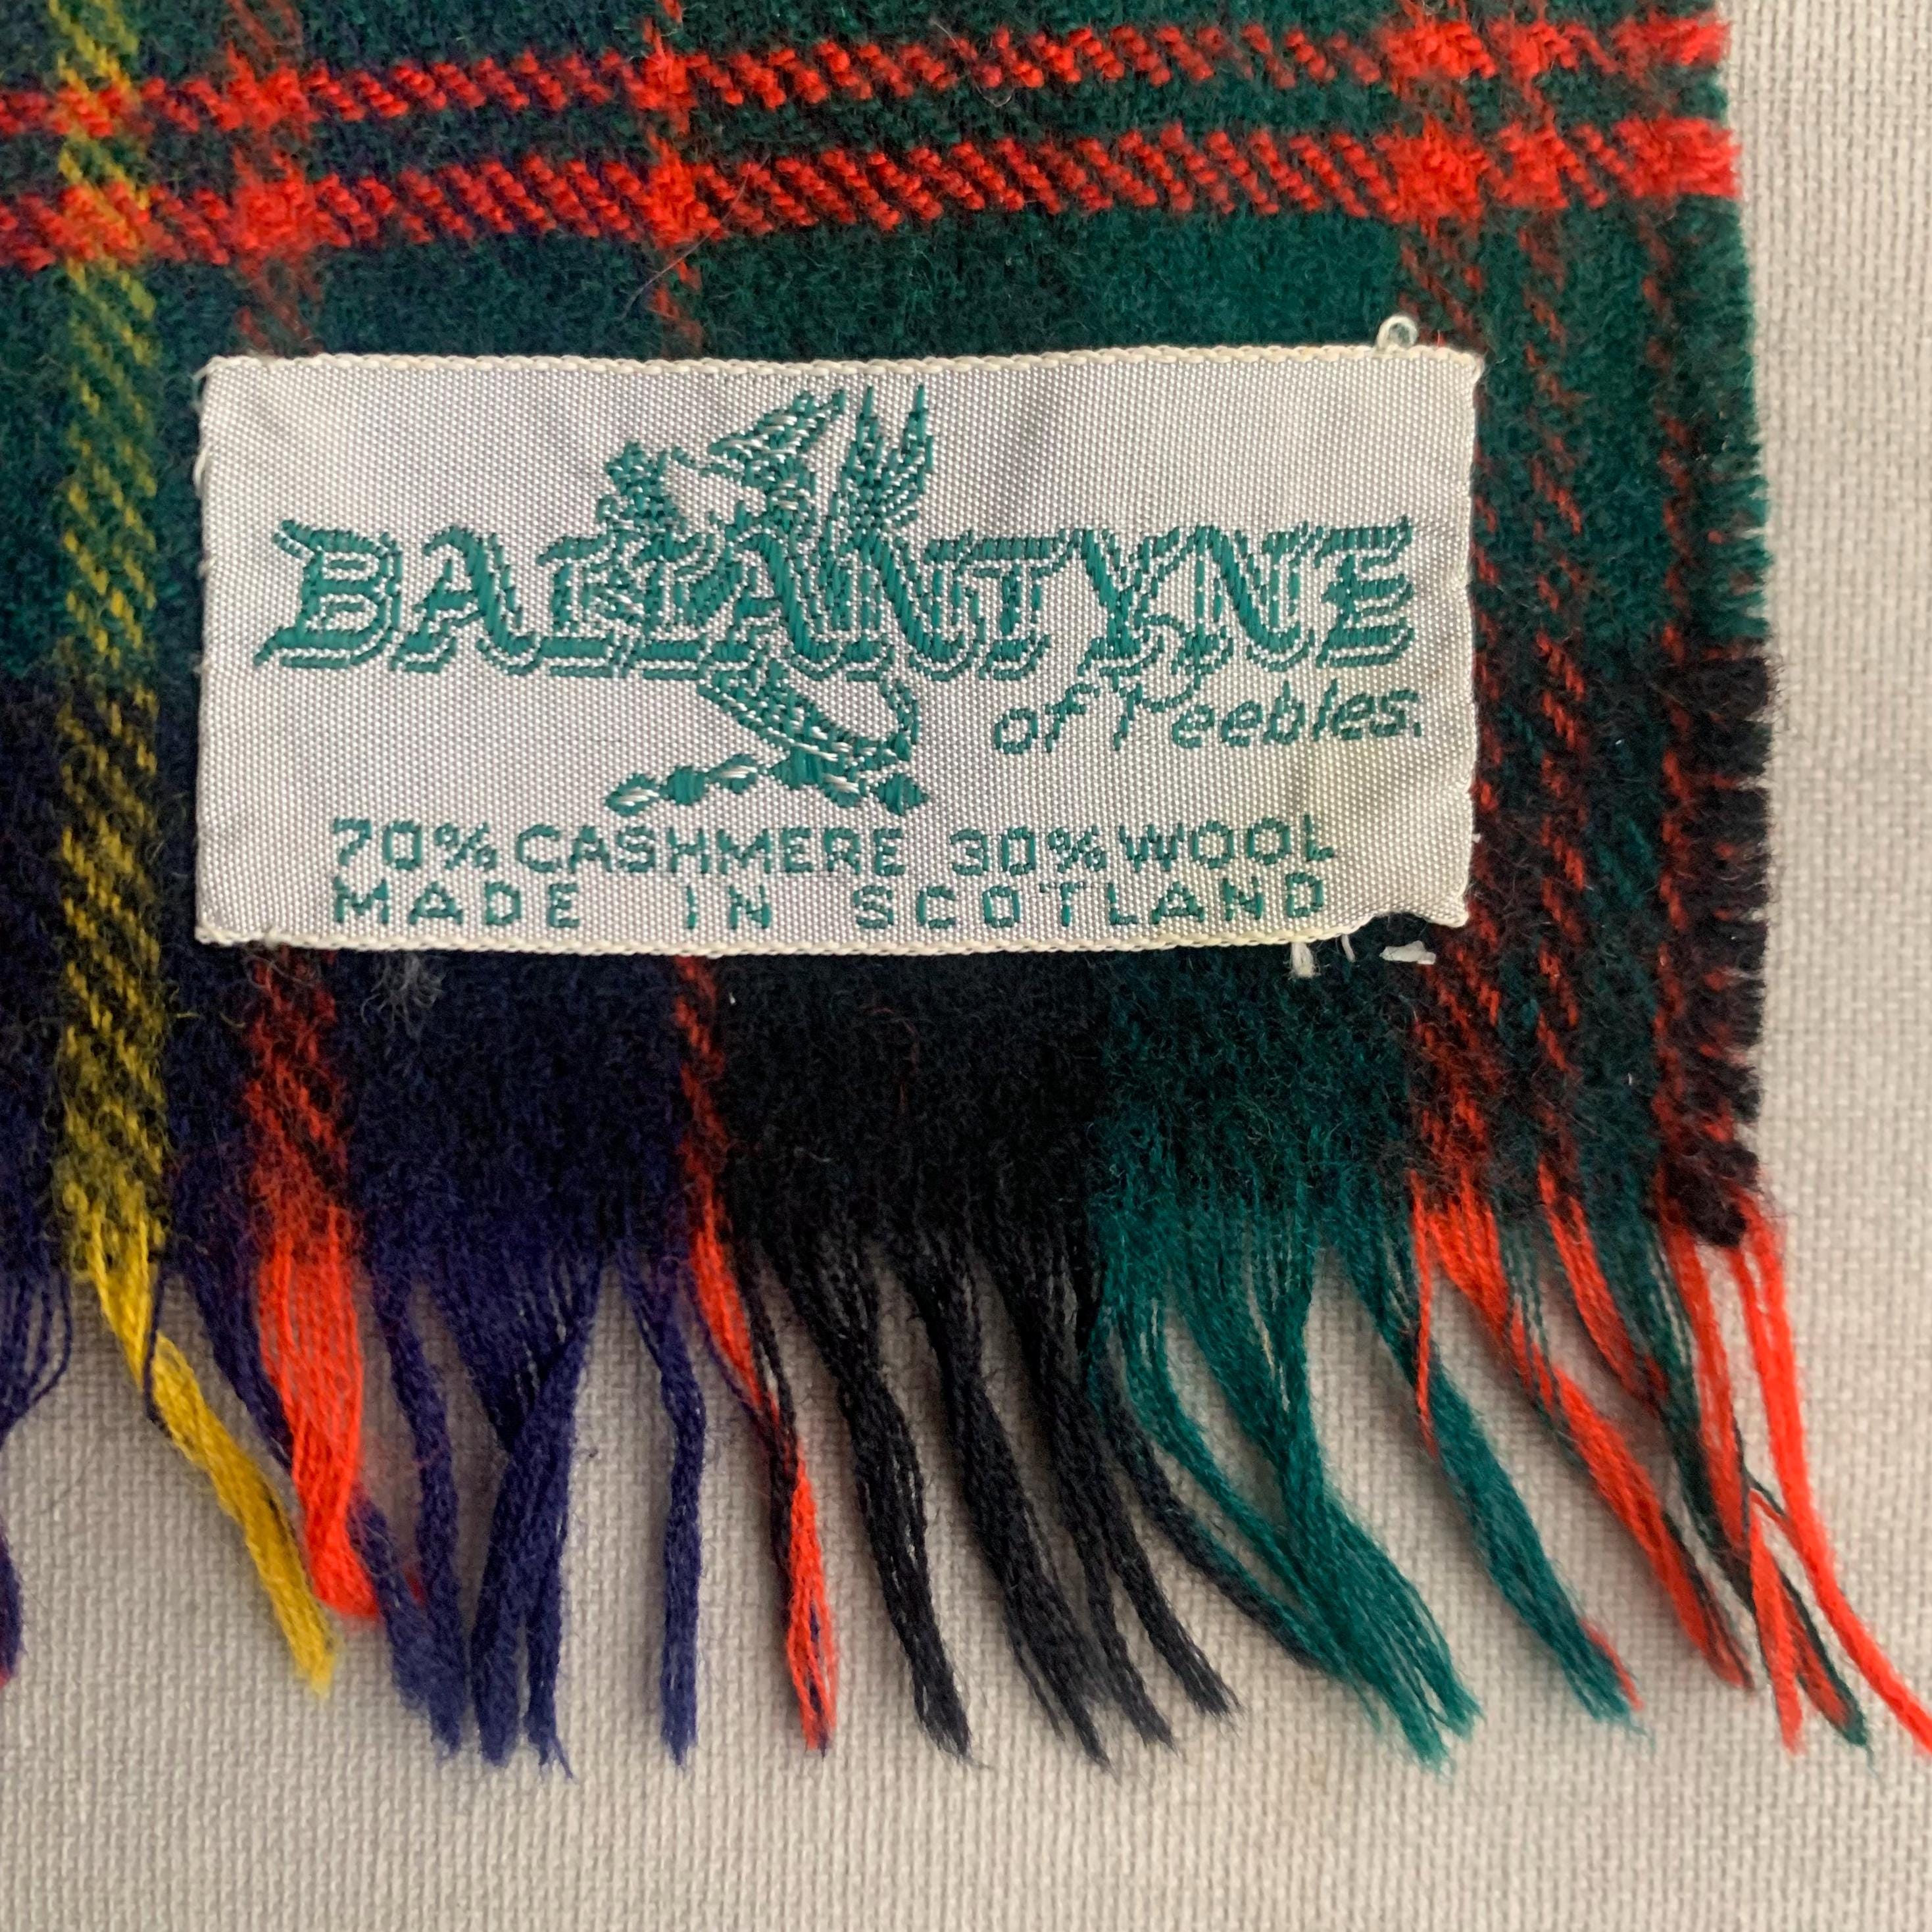 BALLANTYNE
of Peebles.
70% CASHMERE 30% WOOL
MADE IN SCOTLAND